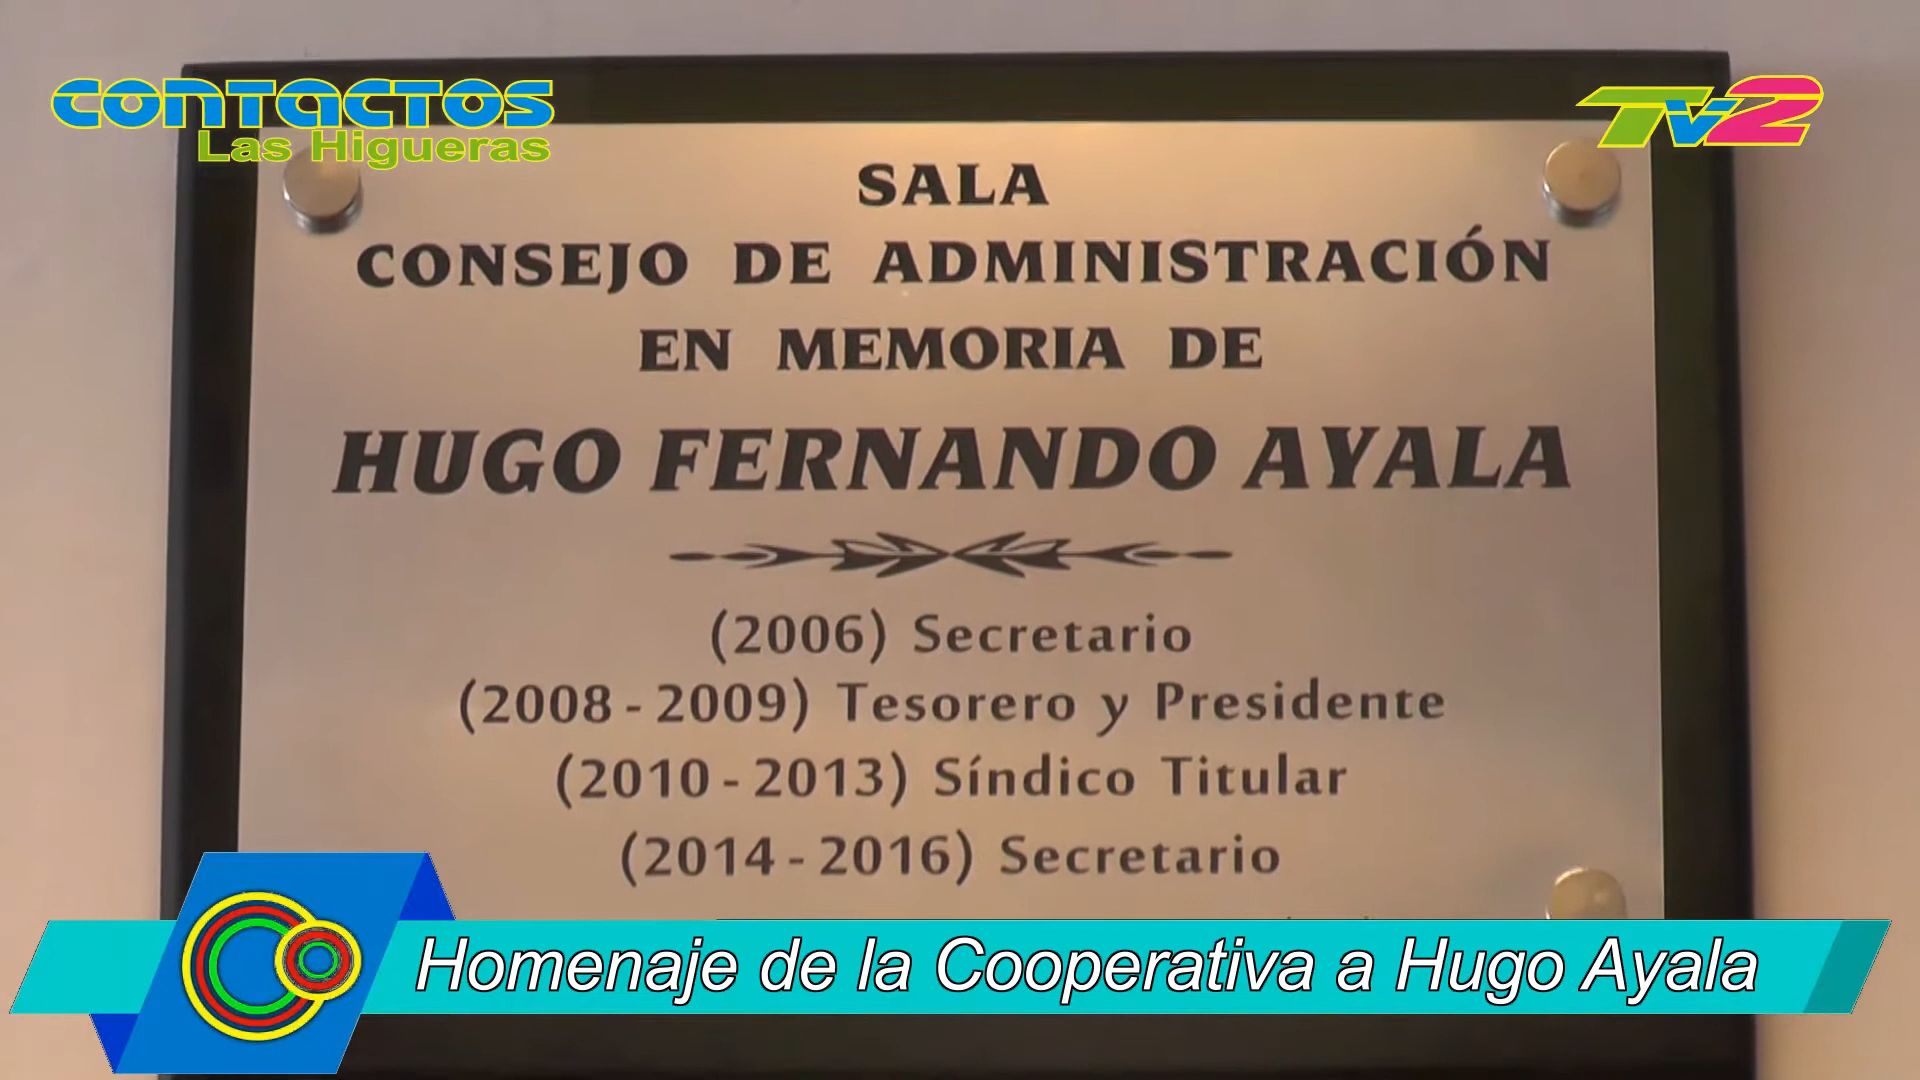 CONTACTOS
Las Higueras
TV2
SALA
CONSEJO DE ADMINISTRACIÓN
EN MEMORIA DE
HUGO FERNANDO AYALA
(2006) Secretario
(2008 - 2009) Tesorero y Presidente
(2010 - 2013) Síndico Titular
(2014 - 2016) Secretario
Homenaje de la Cooperativa a Hugo Ayala